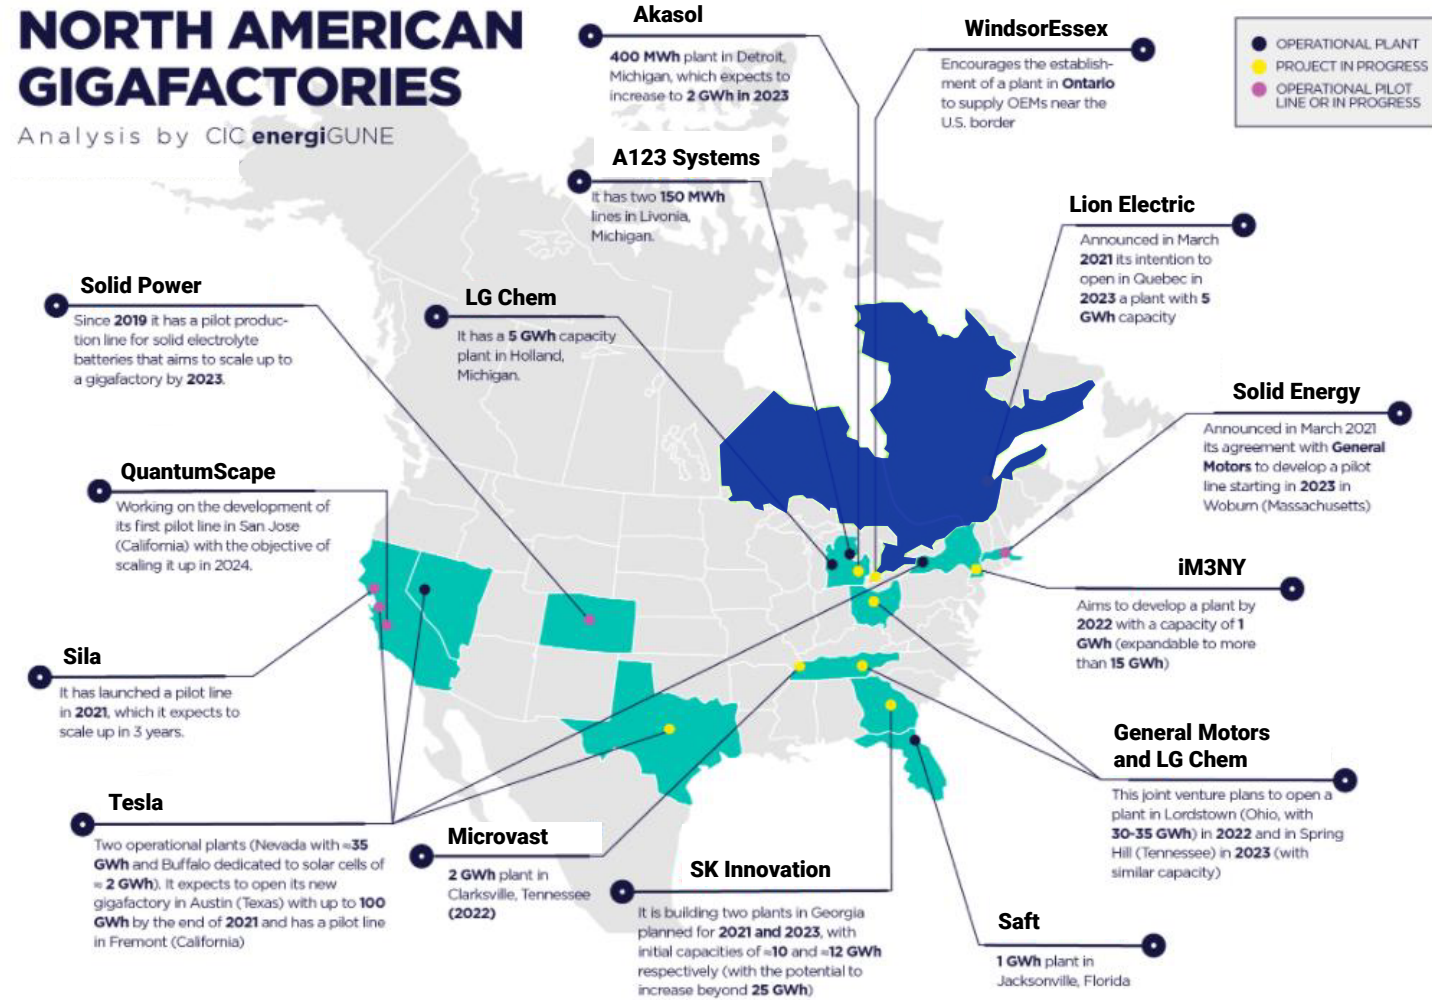 NORTH AMERICAN
GIGAFACTORIES
Analysis by CIC energiGUNE
Akasol
400 MWh plant in Detroit,
Michigan, which expects to
increase to 2 GWh in 2023
WindsorEssex
Encourages the establish-
ment of a plant in Ontario
to supply OEMs near the
U.S. border
OPERATIONAL PLANT
PROJECT IN PROGRESS
OPERATIONAL PILOT
LINE OR IN PROGRESS
A123 Systems
It has two 150 MWh
lines in Livonia,
Michigan.
Lion Electric
Announced in March
2021 its intention to
open in Quebec in
2023 a plant with 5
GWh capacity
Solid Power
Since 2019 it has a pilot produc-
tion line for solid electrolyte
batteries that aims to scale up to
a gigafactory by 2023.
LG Chem
It has a 5 GWh capacity
plant in Holland,
Michigan.
Solid Energy
Announced in March 2021
its agreement with General
Motors to develop a pilot
line starting in 2023 in
Woburn (Massachusetts)
QuantumScape
Working on the development of
its first pilot line in San Jose
(California) with the objective of
scaling it up in 2024.
iM3NY
Aims to develop a plant by
2022 with a capacity of 1
GWh (expandable to more
than 15 GWh)
Sila
It has launched a pilot line
in 2021, which it expects to
scale up in 3 years.
General Motors
and LG Chem
This joint venture plans to open a
plant in Lordstown (Ohio, with
30-35 GWh) in 2022 and in Spring
Hill (Tennessee) in 2023 (with
similar capacity)
Tesla
Two operational plants (Nevada with ≈35
GWh and Buffalo dedicated to solar cells of
≈ 2 GWh). It expects to open its new
gigafactory in Austin (Texas) with up to 100
GWh by the end of 2021 and has a pilot line
in Fremont (California)
Microvast
2 GWh plant in
Clarksville, Tennessee
(2022)
SK Innovation
It is building two plants in Georgia
planned for 2021 and 2023, with
initial capacities of ≈10 and ≈12 GWh
respectively (with the potential to
increase beyond 25 GWh)
Saft
1 GWh plant in
Jacksonville, Florida